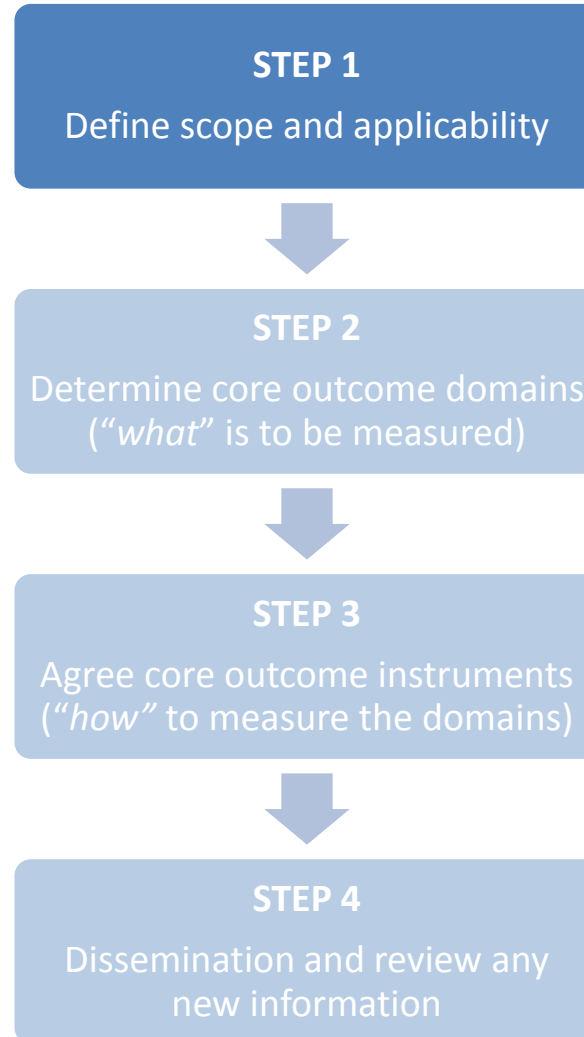 STEP 1
Define scope and applicability
STEP 2
Determine core outcome domains
(“what” is to be measured)
STEP 3
Agree core outcome instruments
(“how” to measure the domains)
STEP 4
Dissemination and review any
new information